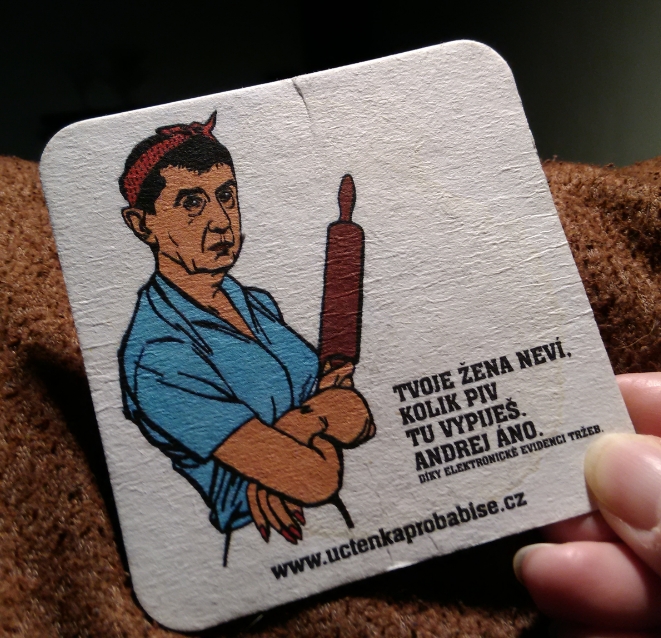 TVOJE ŽENA NEVÍ,
KOLIK PIV
TU VYPIJEŠ.
ANDREJ ÁNO.
DÍKY ELEKTRONICKÉ EVIDENCI TRŽEB.
www.uctenkaprobabise.cz